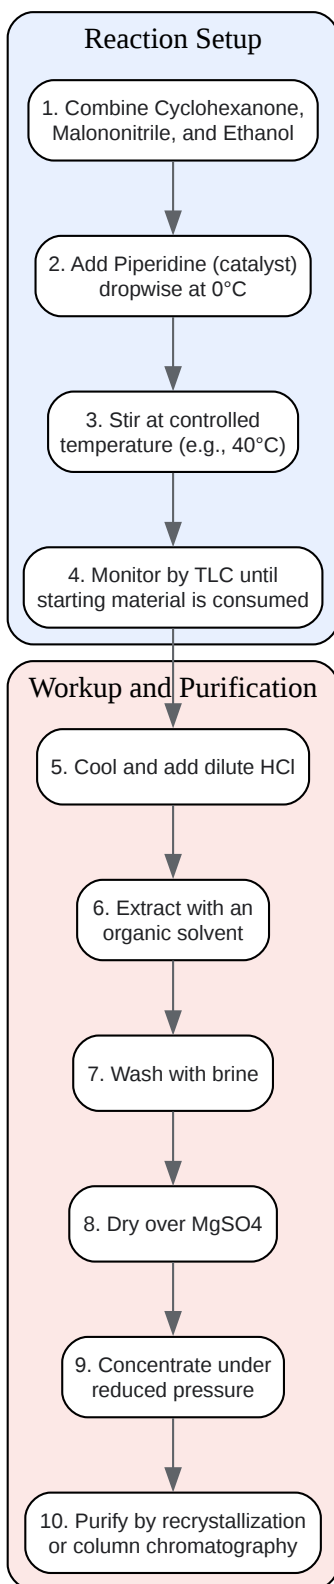 Reaction Setup
1. Combine Cyclohexanone,
Malononitrile, and Ethanol
2. Add Piperidine (catalyst)
dropwise at 0°C
3. Stir at controlled
temperature (e.g., 40°C)
4. Monitor by TLC until
starting material is consumed
Workup and Purification
5. Cool and add dilute HCl
6. Extract with an
organic solvent
7. Wash with brine
8. Dry over MgSO4
9. Concentrate under
reduced pressure
10. Purify by recrystallization
or column chromatography